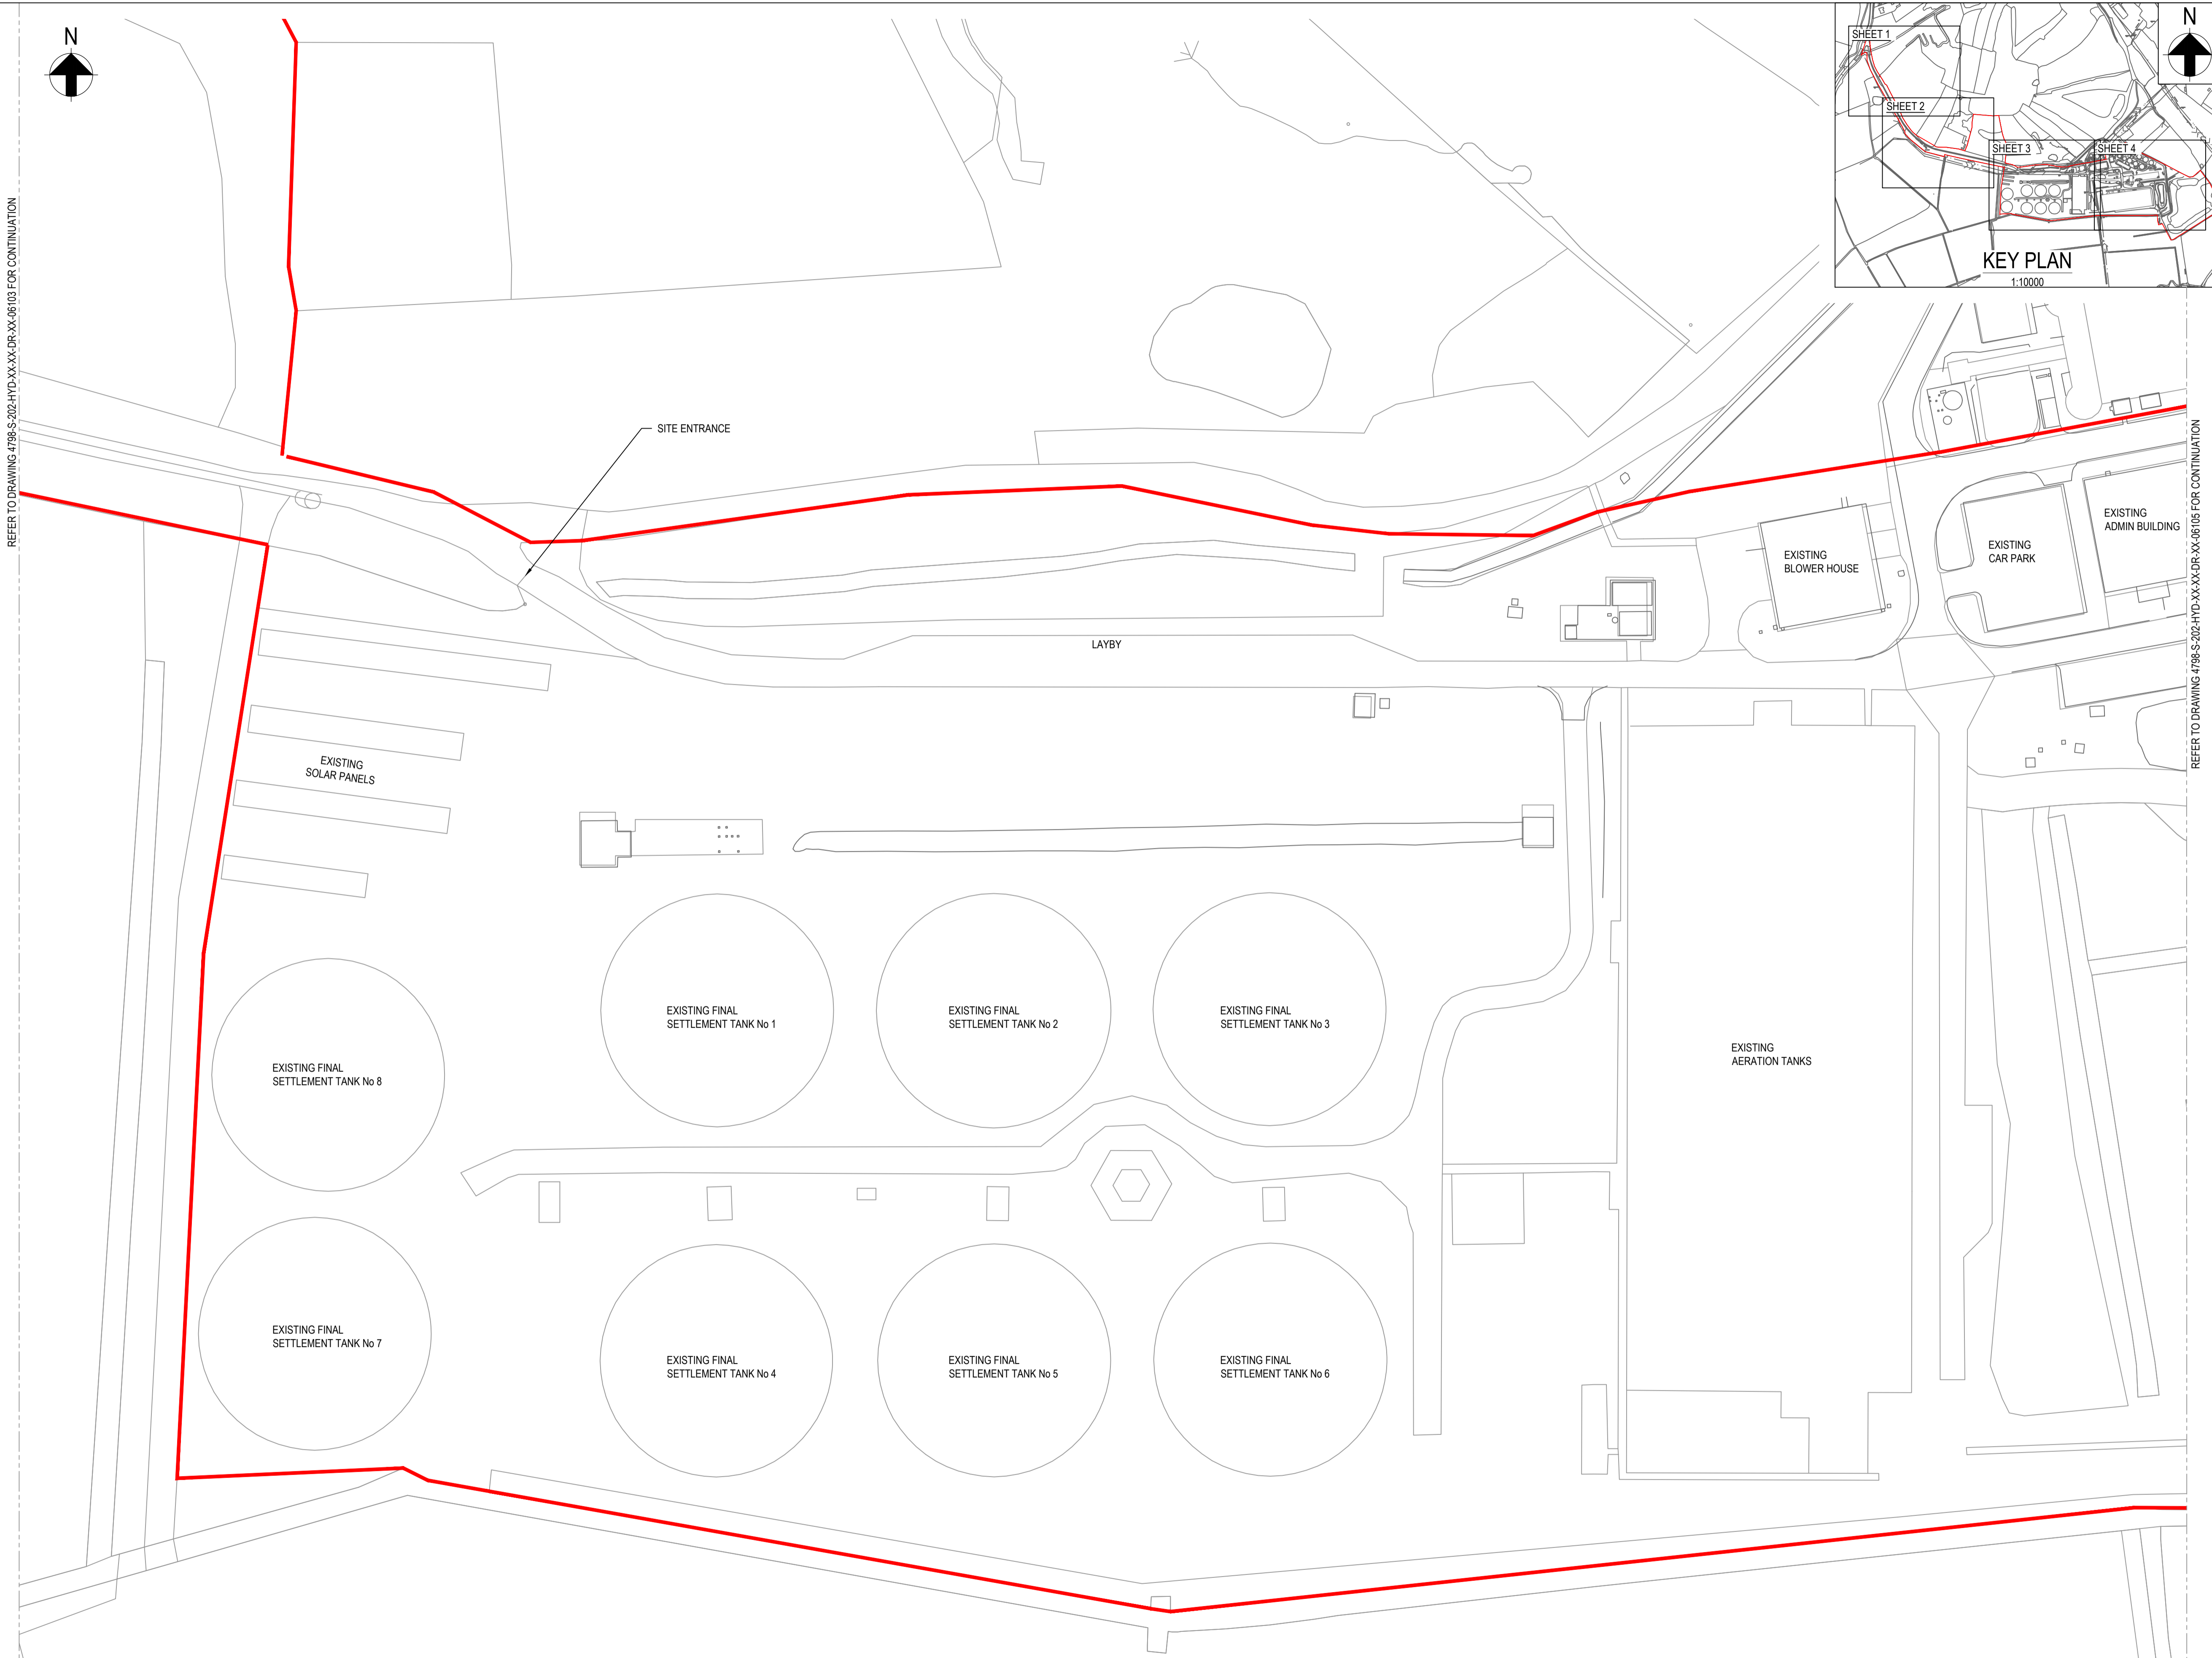 N
N
SHEET 1
SHEET 2
SHEET 3
SHEET 4
KEY PLAN
1:10000
REFER TO DRAWING 4798-S-202-HYD-XX-XX-DR-XX-06103 FOR CONTINUATION
SITE ENTRANCE
REFER TO DRAWING 4798-S-202-HYD-XX-XX-DR-XX-06105 FOR CONTINUATION
EXISTING
ADMIN BUILDING
EXISTING
CAR PARK
EXISTING
BLOWER HOUSE
LAYBY
EXISTING
SOLAR PANELS
EXISTING FINAL
SETTLEMENT TANK No 1
EXISTING FINAL
SETTLEMENT TANK No 2
EXISTING FINAL
SETTLEMENT TANK No 3
EXISTING
AERATION TANKS
EXISTING FINAL
SETTLEMENT TANK No 8
EXISTING FINAL
SETTLEMENT TANK No 7
EXISTING FINAL
SETTLEMENT TANK No 4
EXISTING FINAL
SETTLEMENT TANK No 5
EXISTING FINAL
SETTLEMENT TANK No 6